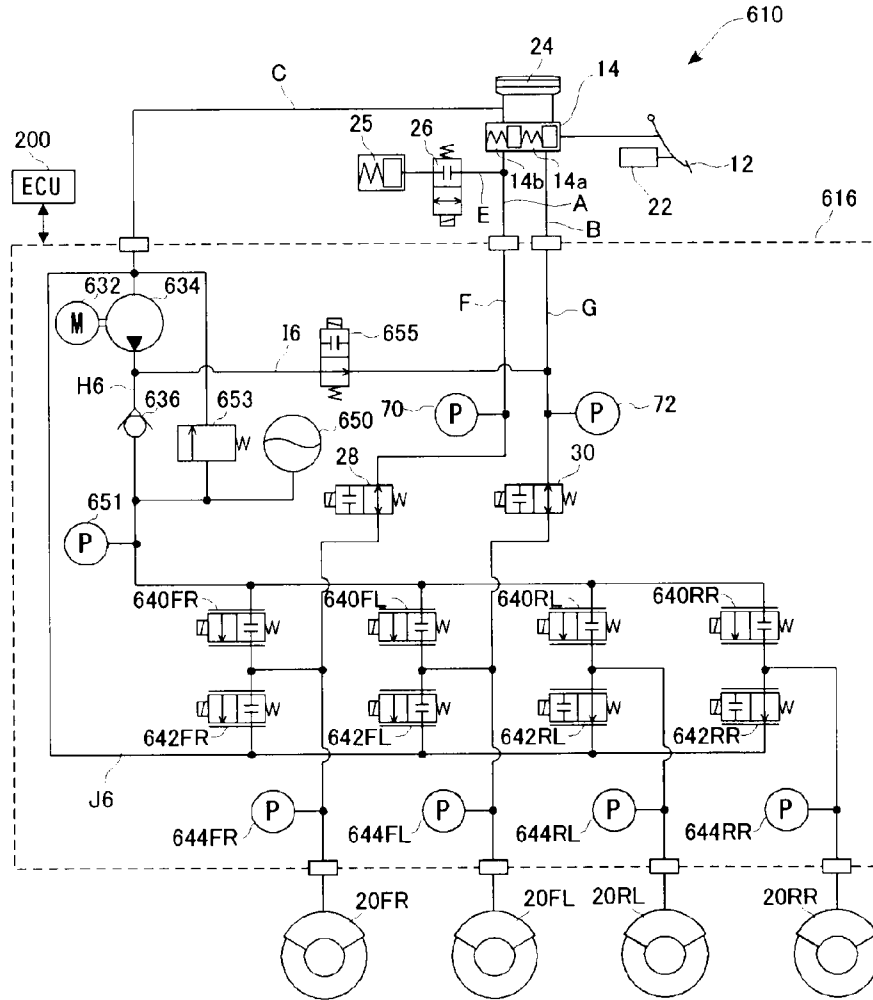 610
24
C
14
25
26
200
ECU
12
14b
14a
22
E
A
B
616
632
634
M
F
G
655
I6
H6
636
653
650
70
P
P
72
28
30
651
P
640FR
640FL
640RL
640RR
642FR
642FL
642RL
642RR
J6
P
P
P
P
644FR
644FL
644RL
644RR
20FR
20FL
20RL
20RR